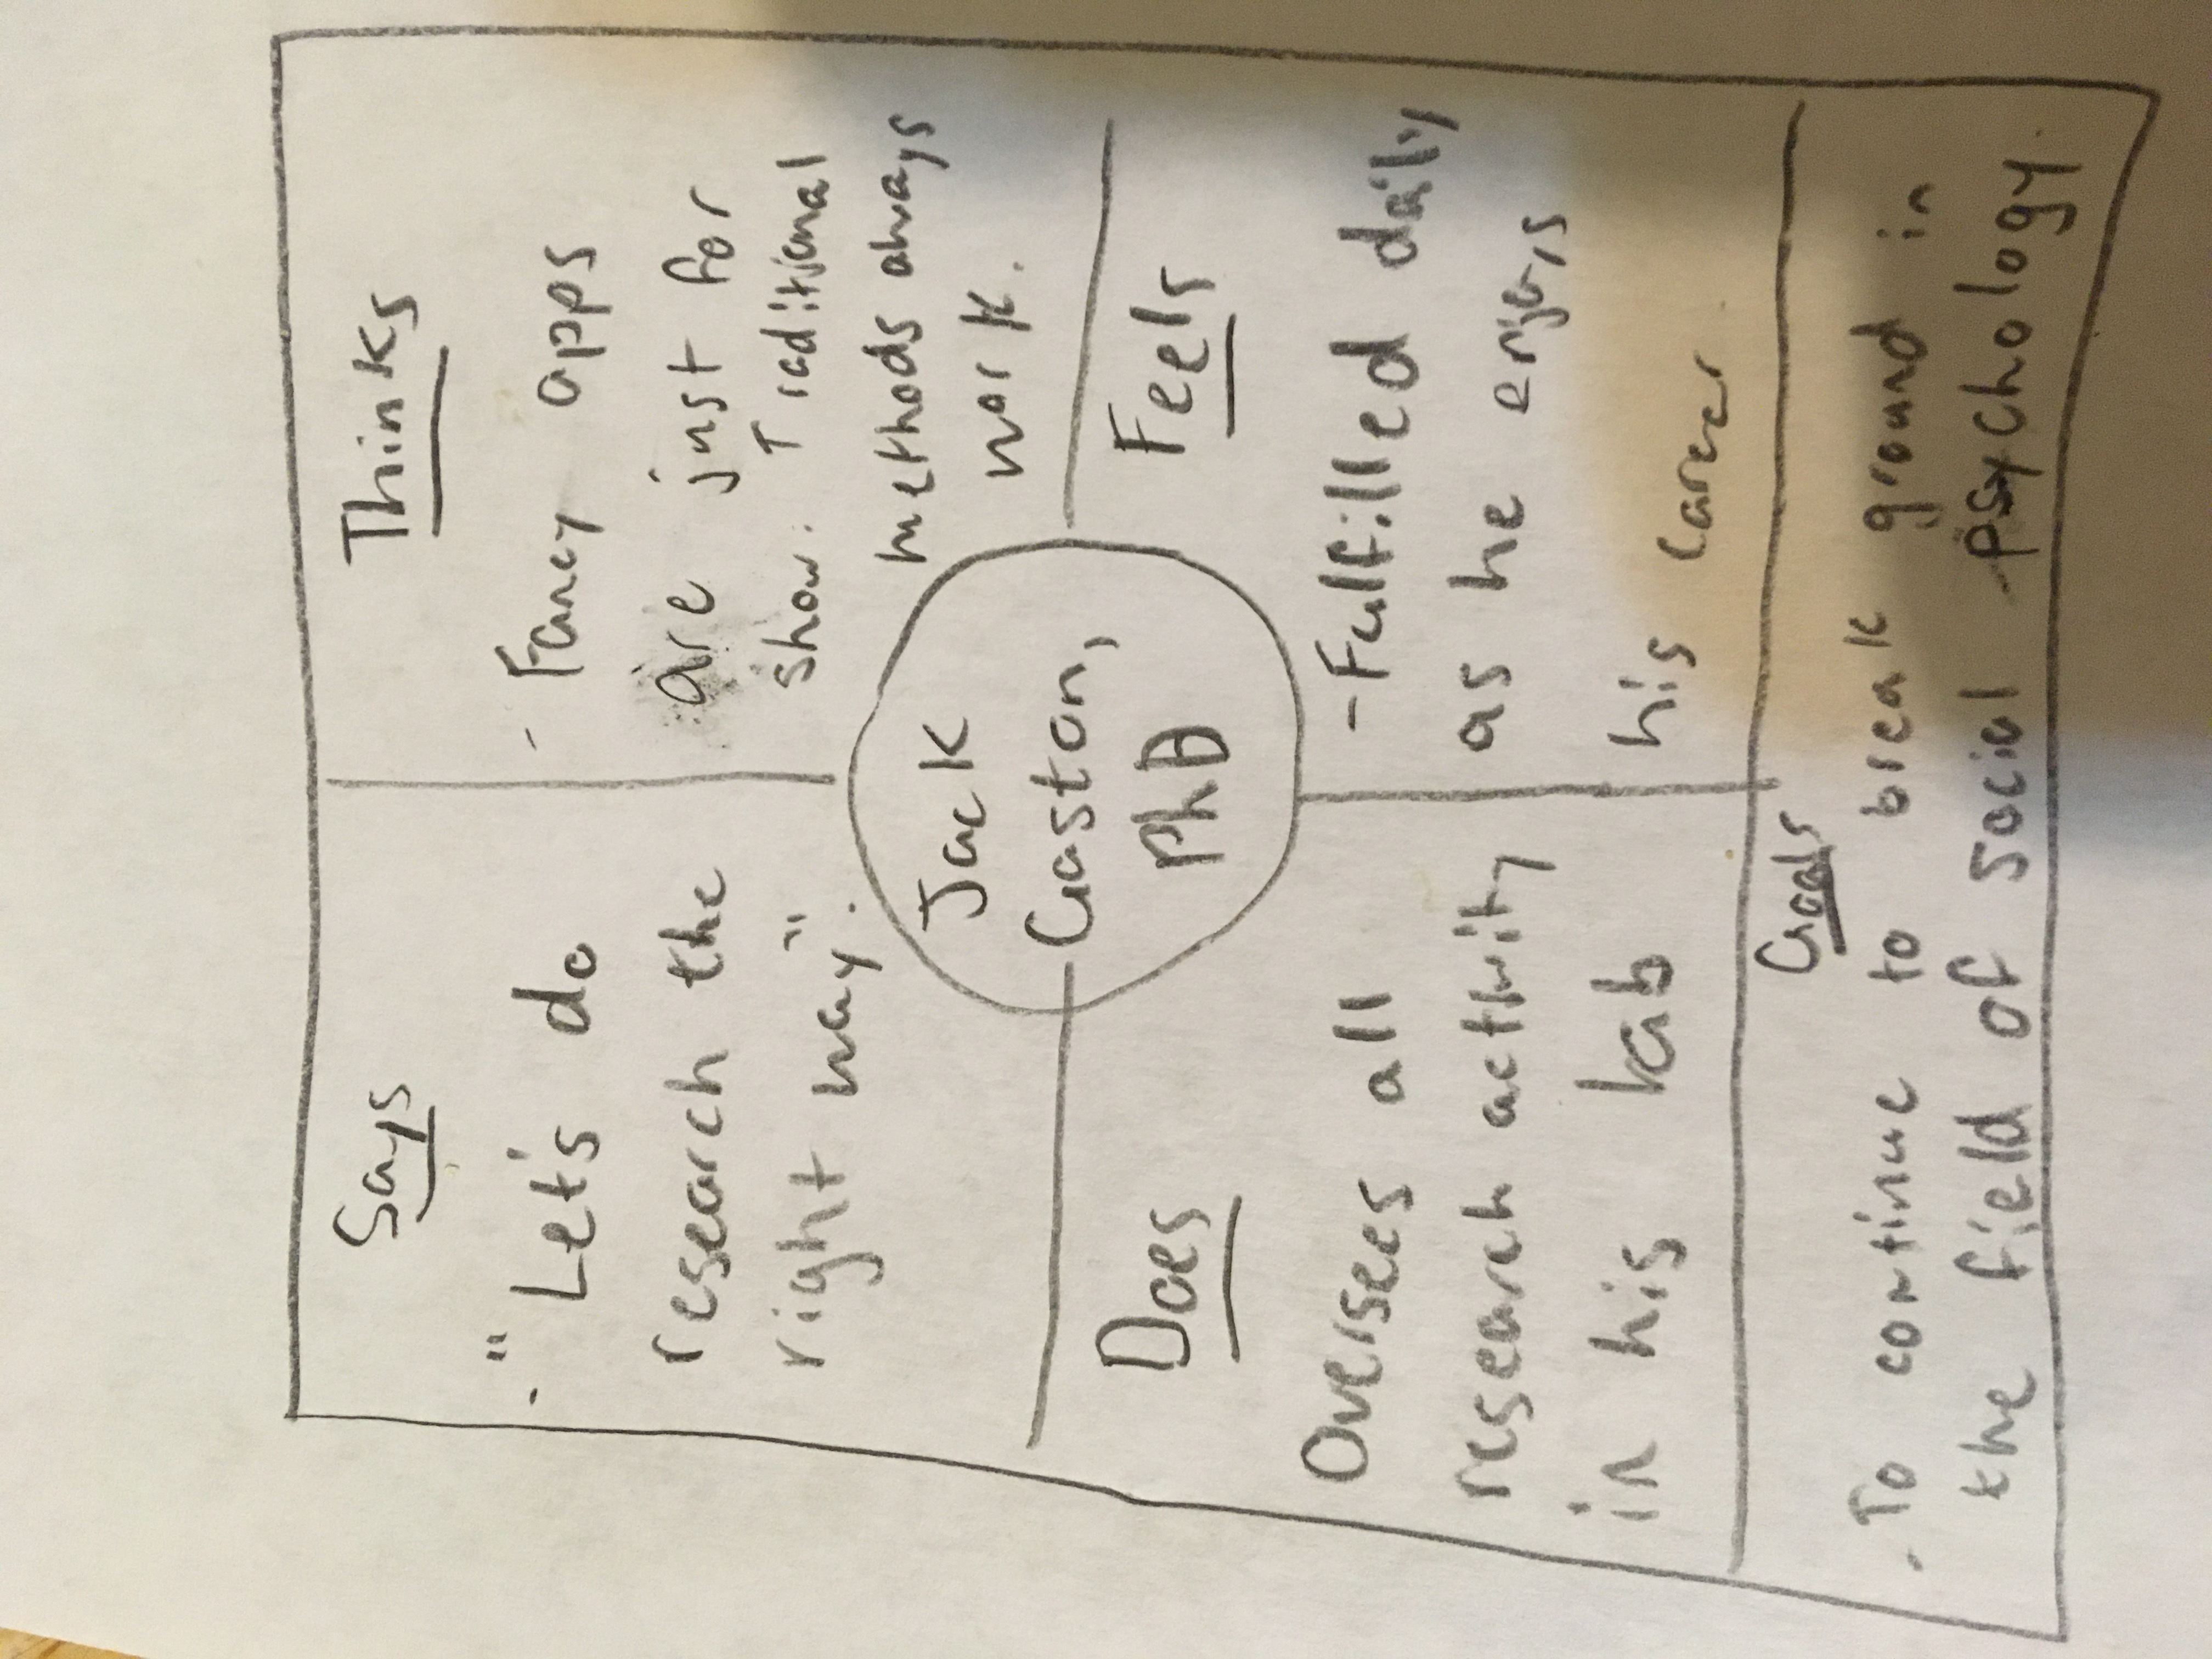 Says
- "Let's do
research the
right way".
Thinks
- Fancy apps
are just for
show. Traditional
methods always
work.
Jack
Gaston,
PhD
Does
Oversees all
research activity
in his lab
Feels
- Fulfilled daily
as he enjoys
his career.
Goals
- To continue to break ground in
the field of social psychology.